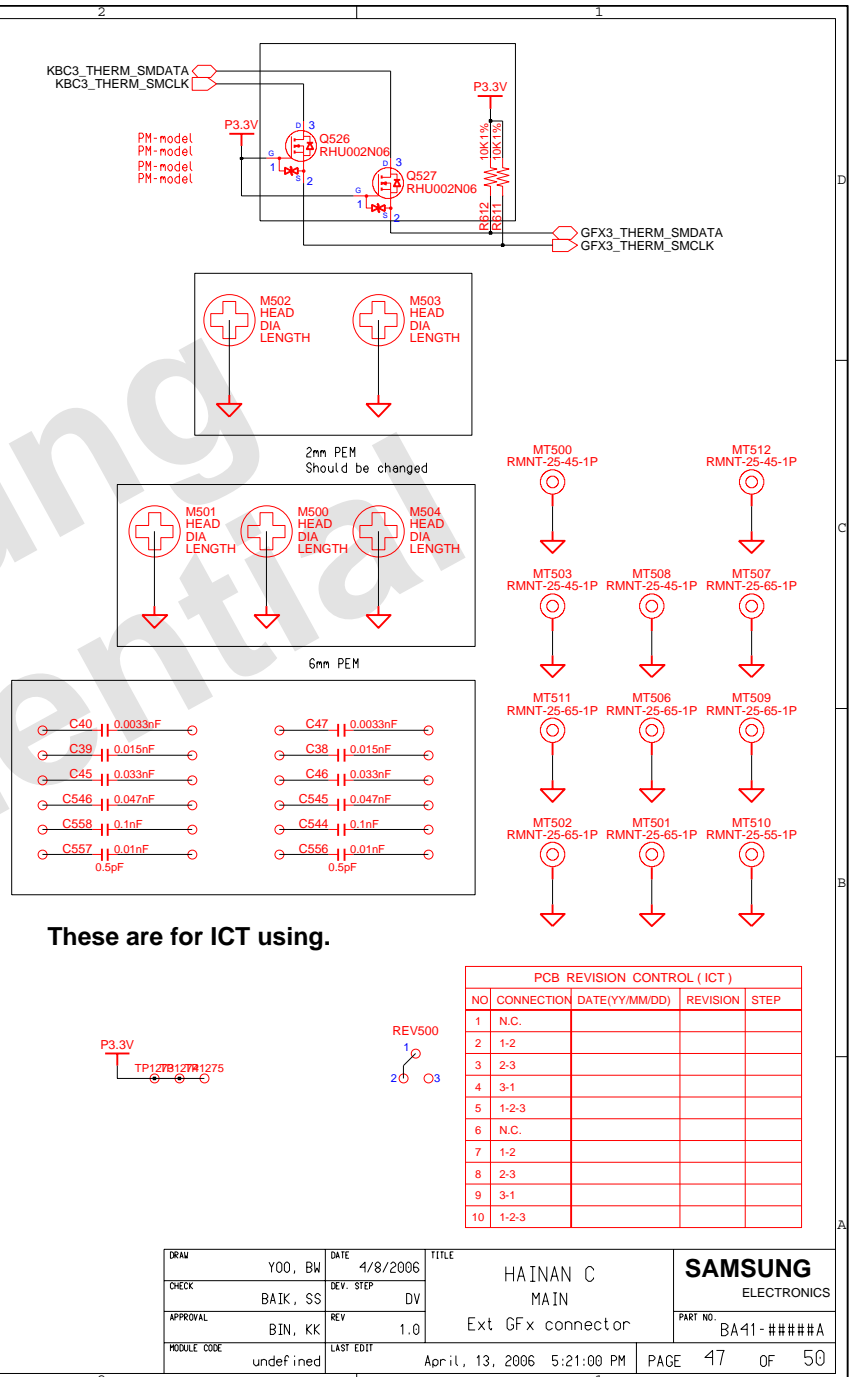 2 1
KBC3_THERM_SMDATA
KBC3_THERM_SMCLK
P3.3V
P3.3V
PM-model
PM-model
PM-model
PM-model
D 3
Q526
RHU002N06
G
1
S 2
D 3
Q527
RHU002N06
G
1
S 2
10K1%
10K1%
R612
R611
D
GFX3_THERM_SMDATA
GFX3_THERM_SMCLK
M502
HEAD
DIA
LENGTH
M503
HEAD
DIA
LENGTH
2mm PEM
Should be changed
M501
HEAD
DIA
LENGTH
M500
HEAD
DIA
LENGTH
M504
HEAD
DIA
LENGTH
6mm PEM
MT500
RMNT-25-45-1P
MT512
RMNT-25-45-1P
C
MT503
RMNT-25-45-1P
MT508
RMNT-25-45-1P
MT507
RMNT-25-65-1P
MT511
RMNT-25-65-1P
MT506
RMNT-25-65-1P
MT509
RMNT-25-65-1P
MT502
RMNT-25-65-1P
MT501
RMNT-25-65-1P
MT510
RMNT-25-55-1P
C40 0.0033nF
C47 0.0033nF
C39 0.015nF
C38 0.015nF
C45 0.033nF
C46 0.033nF
C546 0.047nF
C545 0.047nF
C558 0.1nF
C544 0.1nF
C557 0.01nF
0.5pF
C556 0.01nF
0.5pF
B
These are for ICT using.
P3.3V
TP1275
REV500
1
2 3
PCB REVISION CONTROL ( ICT )
NO CONNECTION DATE(YY/MM/DD) REVISION STEP
1 N.C.
2 1-2
3 2-3
4 3-1
5 1-2-3
6 N.C.
7 1-2
8 2-3
9 3-1
10 1-2-3
A
DRAW YOO, BW
DATE 4/8/2006
TITLE
HAINAN C
MAIN
Ext GFx connector
SAMSUNG
ELECTRONICS
CHECK BAIK, SS
DEV. STEP DV
APPROVAL BIN, KK
REV 1.0
PART NO. BA41-#####A
MODULE CODE undefined
LAST EDIT April, 13, 2006 5:21:00 PM
PAGE 47 OF 50